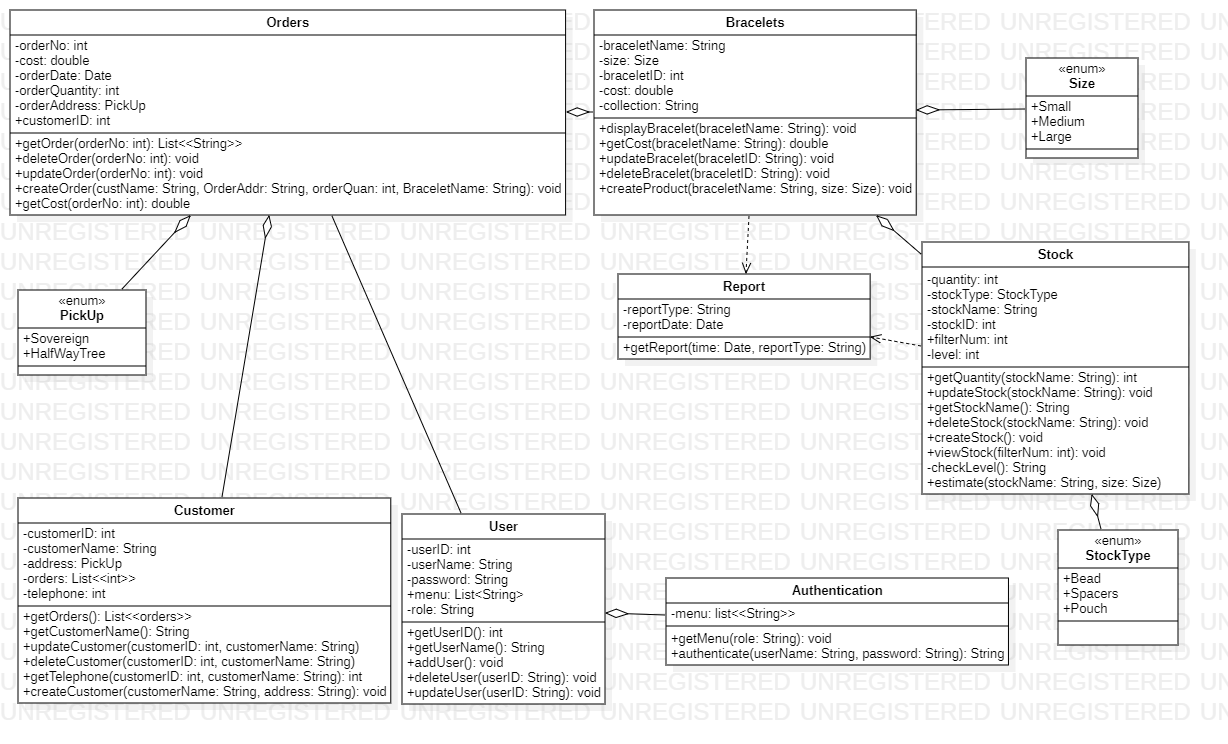 Orders
-orderNo: int
-cost: double
-orderDate: Date
-orderQuantity: int
-orderAddress: PickUp
+customerID: int
+getOrder(orderNo: int): List<<String>>
+deleteOrder(orderNo: int): void
+updateOrder(orderNo: int): void
+createOrder(custName: String, OrderAddr: String, orderQuan: int, BraceletName: String): void
+getCost(orderNo: int): double
Bracelets
-braceletName: String
-size: Size
-braceletID: int
-cost: double
-collection: String
+displayBracelet(braceletName: String): void
+getCost(braceletName: String): double
+updateBracelet(braceletID: String): void
+deleteBracelet(braceletID: String): void
+createProduct(braceletName: String, size: Size): void
«enum»
Size
+Small
+Medium
+Large
«enum»
PickUp
+Sovereign
+HalfWayTree
Report
-reportType: String
-reportDate: Date
+getReport(time: Date, reportType: String)
Stock
-quantity: int
-stockType: StockType
-stockName: String
-stockID: int
+filterNum: int
-level: int
+getQuantity(stockName: String): int
+updateStock(stockName: String): void
+getStockName(): String
+deleteStock(stockName: String): void
+createStock(): void
+viewStock(filterNum: int): void
-checkLevel(): String
+estimate(stockName: String, size: Size)
Customer
-customerID: int
-customerName: String
-address: PickUp
-orders: List<<int>>
-telephone: int
+getOrders(): List<<orders>>
+getCustomerName(): String
+updateCustomer(customerID: int, customerName: String)
+deleteCustomer(customerID: int, customerName: String)
+getTelephone(customerID: int, customerName: String): int
+createCustomer(customerName: String, address: String): void
User
-userID: int
-userName: String
-password: String
+menu: List<String>
-role: String
+getUserID(): int
+getUserName(): String
+addUser(): void
+deleteUser(userID: String): void
+updateUser(userID: String): void
Authentication
-menu: list<<String>>
+getMenu(role: String): void
+authenticate(userName: String, password: String): String
«enum»
StockType
+Bead
+Spacers
+Pouch